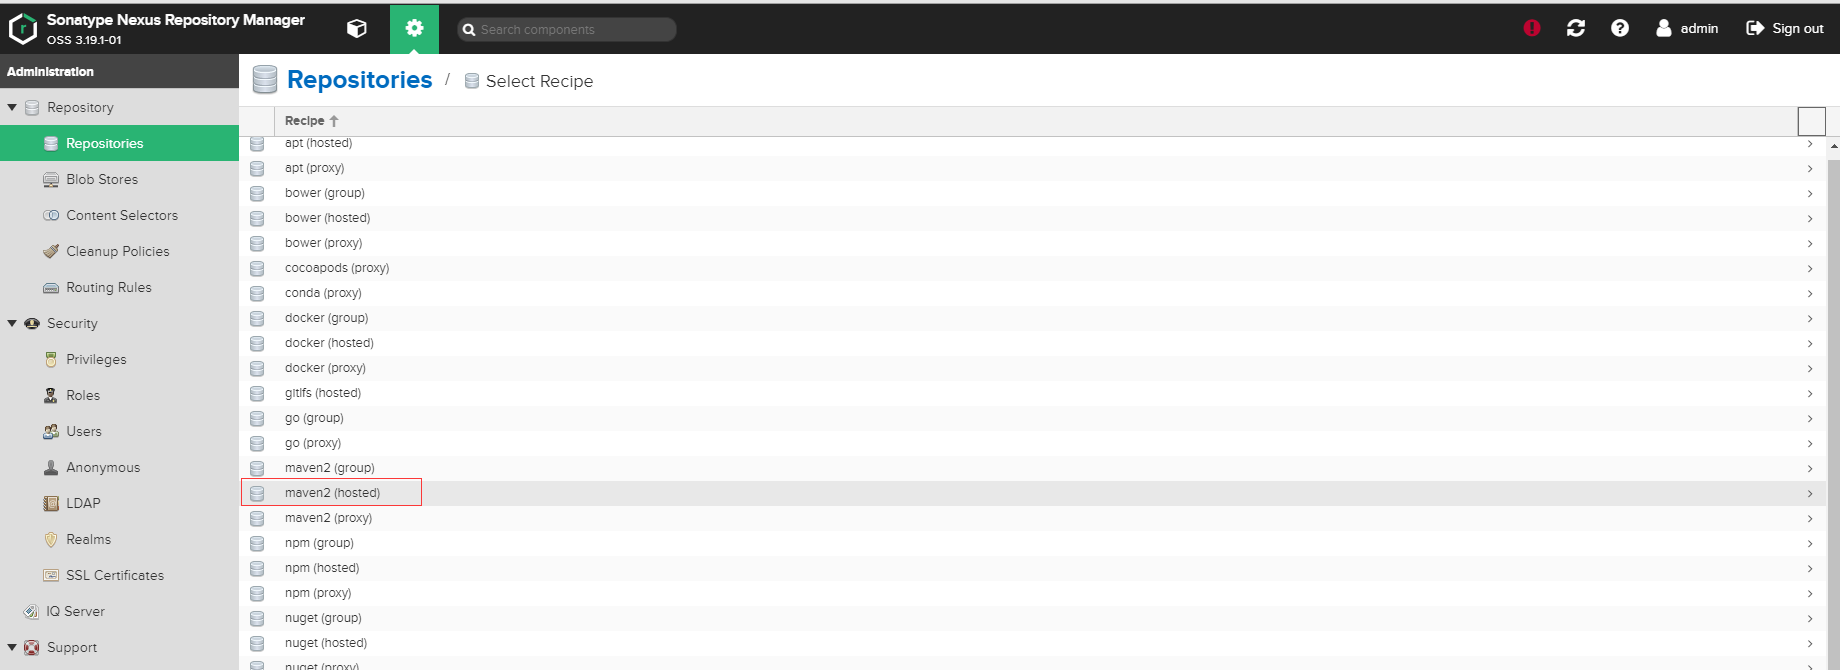 Sonatype Nexus Repository Manager
OSS 3.19.1-01
Search components
admin
Sign out
Administration
Repository
Repositories
Blob Stores
Content Selectors
Cleanup Policies
Routing Rules
Security
Privileges
Roles
Users
Anonymous
LDAP
Realms
SSL Certificates
IQ Server
Support
Repositories / Select Recipe
Recipe
apt (hosted)
apt (proxy)
bower (group)
bower (hosted)
bower (proxy)
cocoapods (proxy)
conda (proxy)
docker (group)
docker (hosted)
docker (proxy)
gitlfs (hosted)
go (group)
go (proxy)
maven2 (group)
maven2 (hosted)
maven2 (proxy)
npm (group)
npm (hosted)
npm (proxy)
nuget (group)
nuget (hosted)
nuget (proxy)